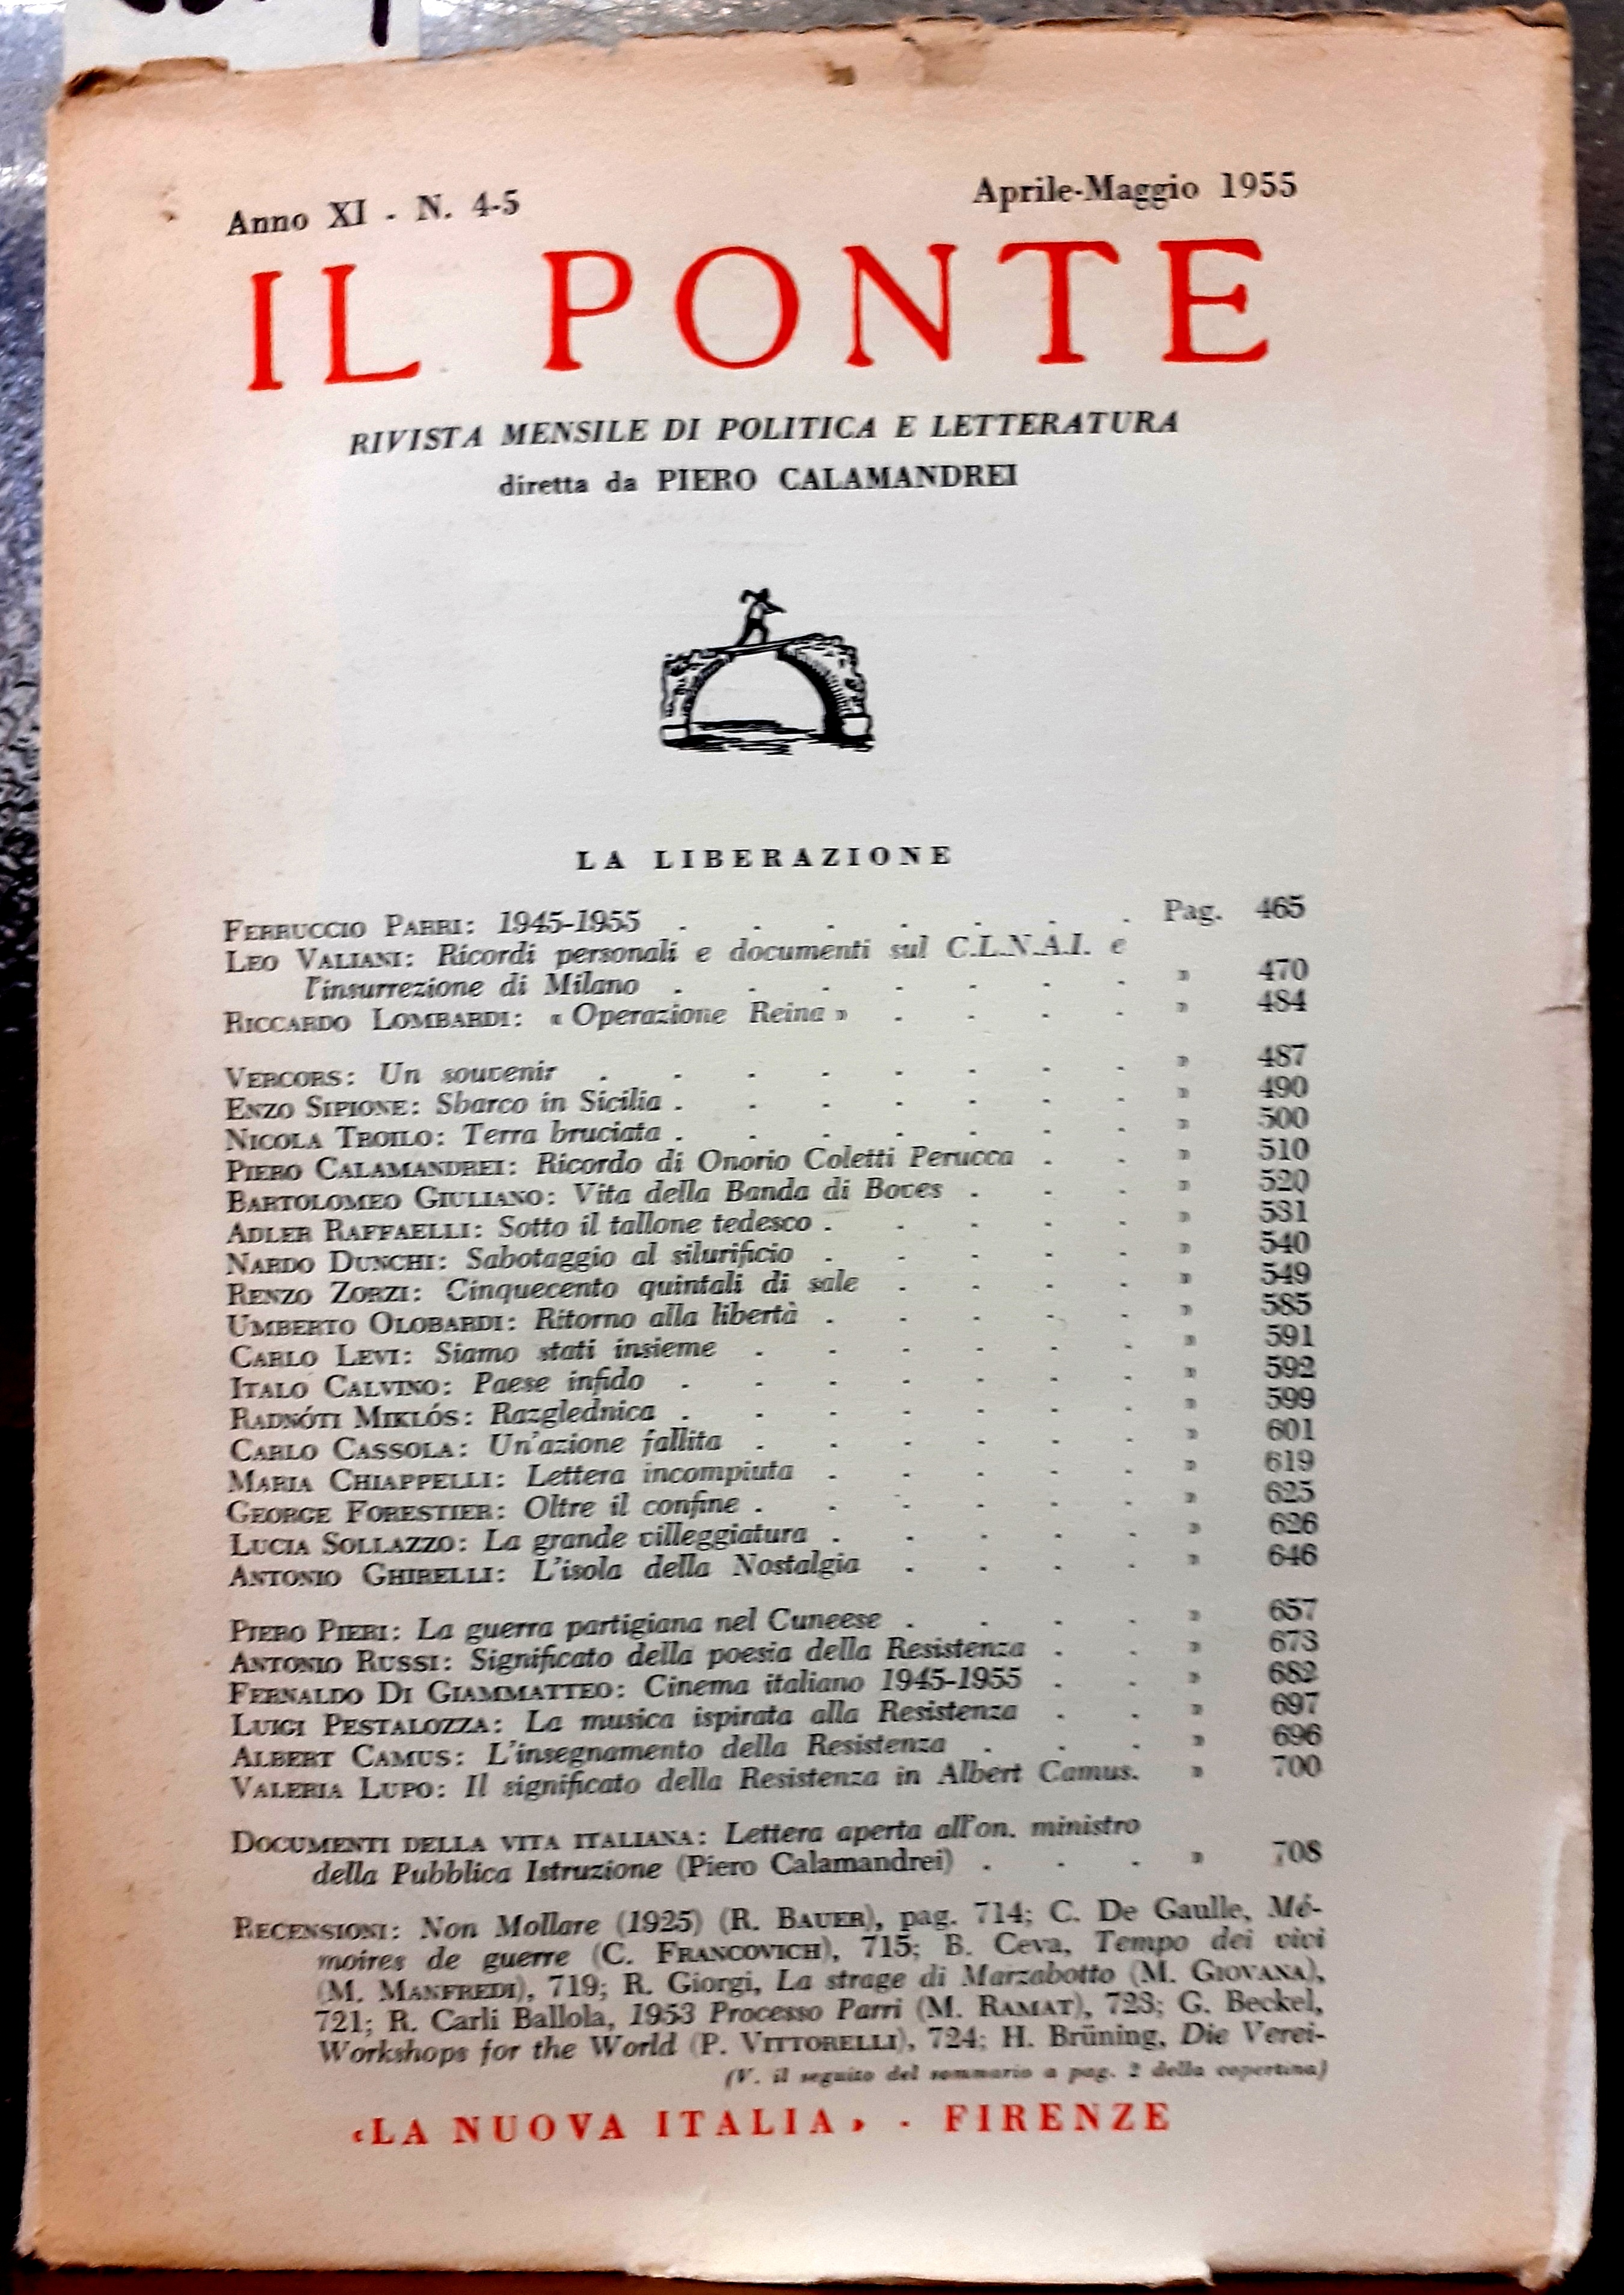 Anno XI - N. 4-5 Aprile-Maggio 1955
IL PONTE
RIVISTA MENSILE DI POLITICA E LETTERATURA
diretta da PIERO CALAMANDREI
LA LIBERAZIONE
FERRUCCIO PARRI: 1945-1955 . . . . . . . Pag. 465
LEO VALIANI: Ricordi personali e documenti sul C.L.N.A.I. e
l'insurrezione di Milano . . . . . . . » 470
RICCARDO LOMBARDI: « Operazione Reina » . . . . » 484
VERCORS: Un souvenir . . . . . . . . » 487
ENZO SIPIONE: Sbarco in Sicilia . . . . . . . » 490
NICOLA TROILO: Terra bruciata . . . . . . . » 500
PIERO CALAMANDREI: Ricordo di Onorio Coletti Perucca . . » 510
BARTOLOMEO GIULIANO: Vita della Banda di Boves . . . » 520
ADLER RAFFAELLI: Sotto il tallone tedesco . . . . . » 531
NARDO DUNCHI: Sabotaggio al silurificio . . . . . » 540
RENZO ZORZI: Cinquecento quintali di sale . . . . » 549
UMBERTO OLOBARDI: Ritorno alla libertà . . . . . » 585
CARLO LEVI: Siamo stati insieme . . . . . . » 591
ITALO CALVINO: Paese infido . . . . . . . » 592
RADNÓTI MIKLÓS: Razglednica . . . . . . . » 599
CARLO CASSOLA: Un'azione fallita . . . . . . » 601
MARIA CHIAPPELLI: Lettera incompiuta . . . . . » 619
GEORGE FORESTIER: Oltre il confine . . . . . . » 625
LUCIA SOLLAZZO: La grande villeggiatura . . . . . » 626
ANTONIO GHIRELLI: L'isola della Nostalgia . . . . » 646
PIERO PIERI: La guerra partigiana nel Cuneese . . . . » 657
ANTONIO RUSSI: Significato della poesia della Resistenza . . » 673
FERNALDO DI GIAMMATTEO: Cinema italiano 1945-1955 . . » 682
LUIGI PESTALOZZA: La musica ispirata alla Resistenza . . » 697
ALBERT CAMUS: L'insegnamento della Resistenza . . . » 696
VALERIA LUPO: Il significato della Resistenza in Albert Camus. » 700
DOCUMENTI DELLA VITA ITALIANA: Lettera aperta all'on. ministro
della Pubblica Istruzione (Piero Calamandrei) . . . » 708
RECENSIONI: Non Mollare (1925) (R. BAUER), pag. 714; C. De Gaulle, Mé-
moires de guerre (C. FRANCOVICH), 715; B. Ceva, Tempo dei vivi
(M. MANFREDI), 719; R. Giorgi, La strage di Marzabotto (M. GIOVANA),
721; R. Carli Ballola, 1953 Processo Parri (M. RAMAT), 723; G. Beckel,
Workshops for the World (P. VITTORELLI), 724; H. Brüning, Die Verei-
(V. il seguito del sommario a pag. 2 della copertina)
«LA NUOVA ITALIA» - FIRENZE